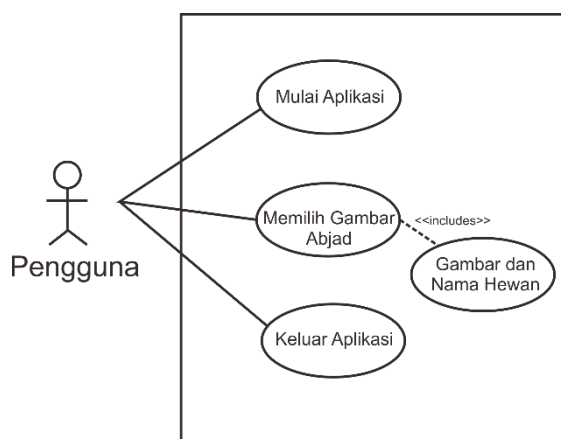 Mulai Aplikasi
Memilih Gambar
Abjad
<<includes>>
Gambar dan
Nama Hewan
Pengguna
Keluar Aplikasi